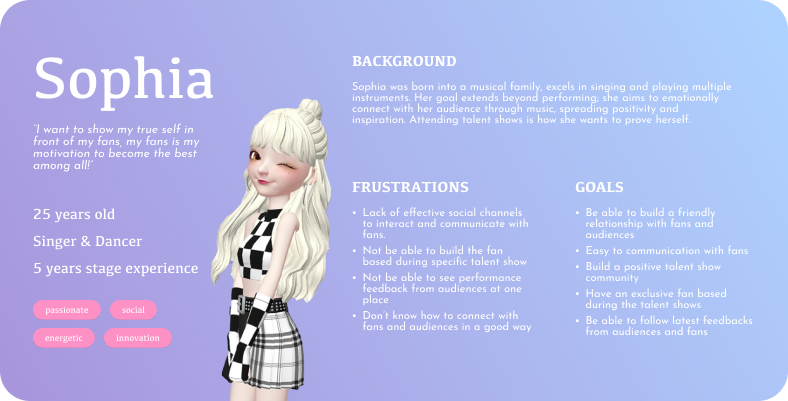 Sophia
"I want to show my true self in
front of my fans, my fans is my
motivation to become the best
among all!"
25 years old
Singer & Dancer
5 years stage experience
passionate
social
energetic
innovation
BACKGROUND
Sophia was born into a musical family, excels in singing and playing multiple
instruments. Her goal extends beyond performing; she aims to emotionally
connect with her audience through music, spreading positivity and
inspiration. Attending talent shows is how she wants to prove herself.
FRUSTRATIONS
• Lack of effective social channels
to interact and communicate with
fans.
• Not be able to build the fan
based during specific talent show
• Not be able to see performance
feedback from audiences at one
place
• Don't know how to connect with
fans and audiences in a good way
GOALS
• Be able to build a friendly
relationship with fans and
audiences
• Easy to communication with fans
• Build a positive talent show
community
• Have an exclusive fan based
during the talent shows
• Be able to follow latest feedbacks
from audiences and fans